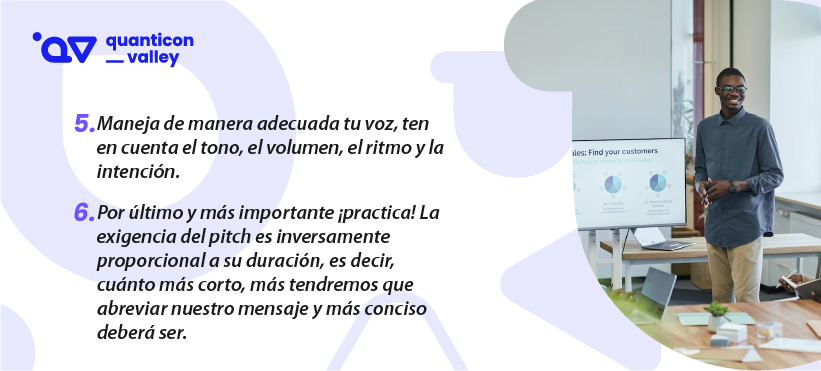 quanticon
valley
5. Maneja de manera adecuada tu voz, ten
en cuenta el tono, el volumen, el ritmo y la
intención.
6. Por último y más importante ¡practica! La
exigencia del pitch es inversamente
proporcional a su duración, es decir,
cuánto más corto, más tendremos que
abreviar nuestro mensaje y más conciso
deberá ser.
ales: Find your customers